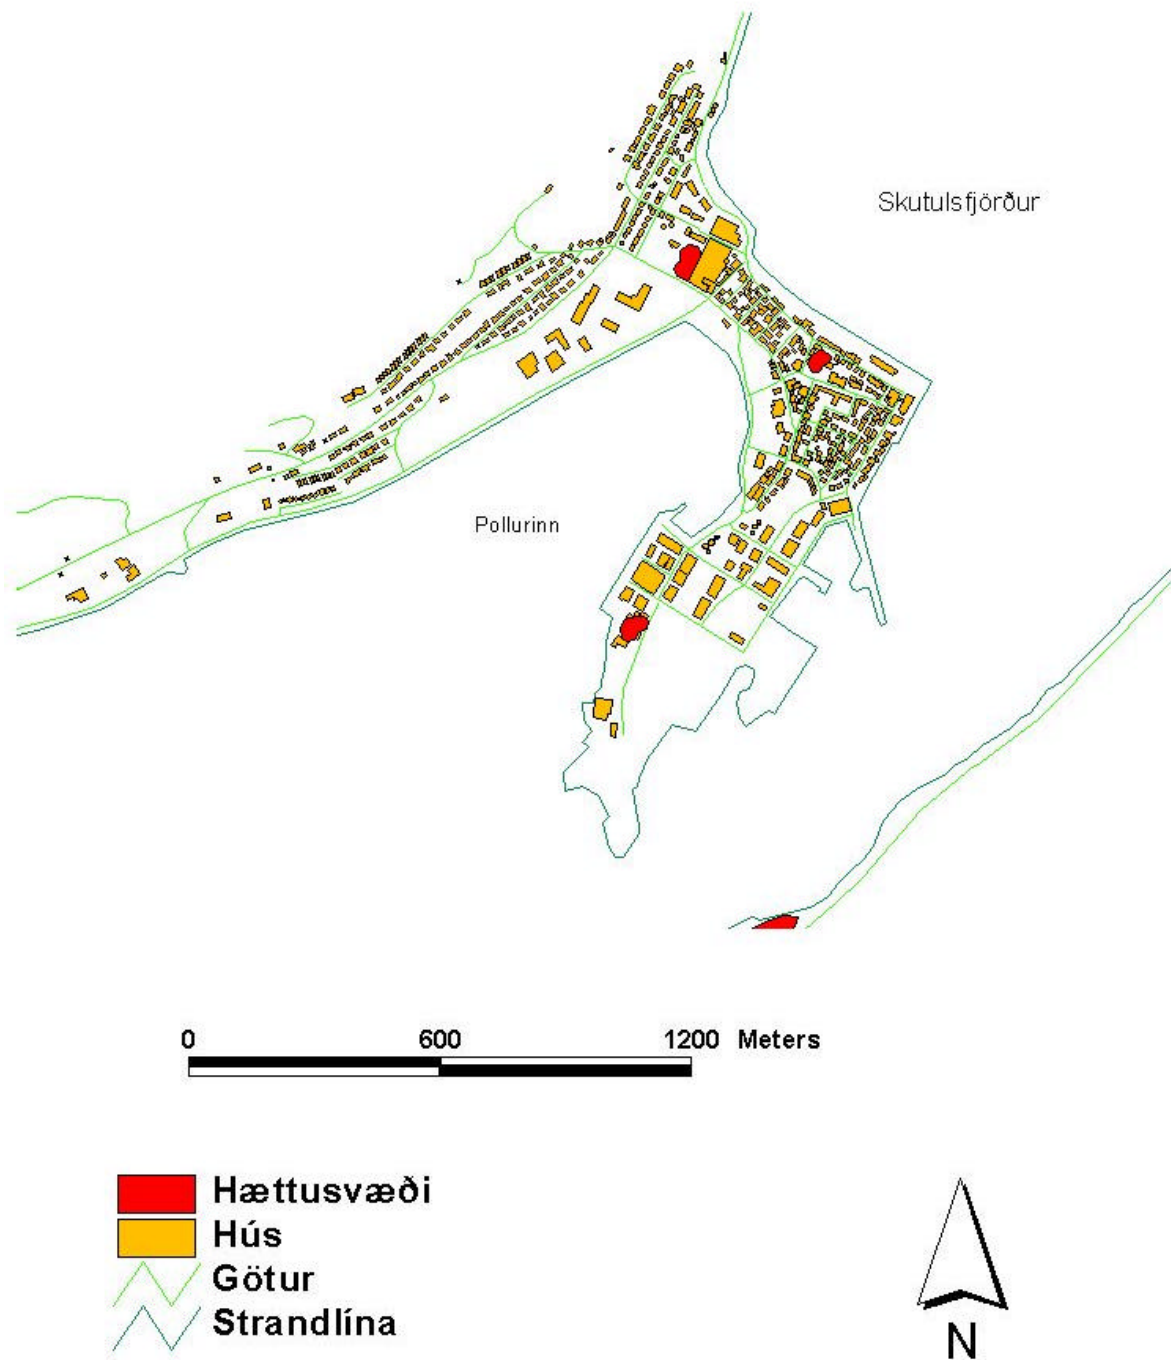 Skutulsfjörður
Pollurinn
0 600 1200 Meters
Hættusvæði
Hús
Götur
Strandlína
N